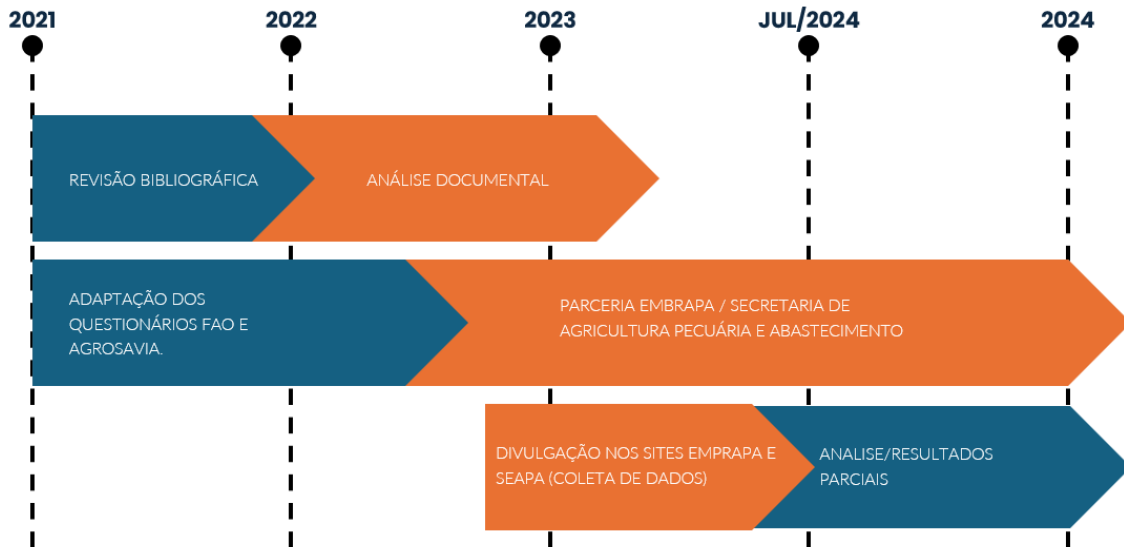 2021
2022
2023
JUL/2024
2024
REVISÃO BIBLIOGRÁFICA
ANÁLISE DOCUMENTAL
ADAPTAÇÃO DOS
QUESTIONÁRIOS FAO E
AGROSAVIA.
PARCERIA EMBRAPA / SECRETARIA DE
AGRICULTURA PECUÁRIA E ABASTECIMENTO
DIVULGAÇÃO NOS SITES EMPRAPA E
SEAPA (COLETA DE DADOS)
ANALISE/RESULTADOS
PARCIAIS